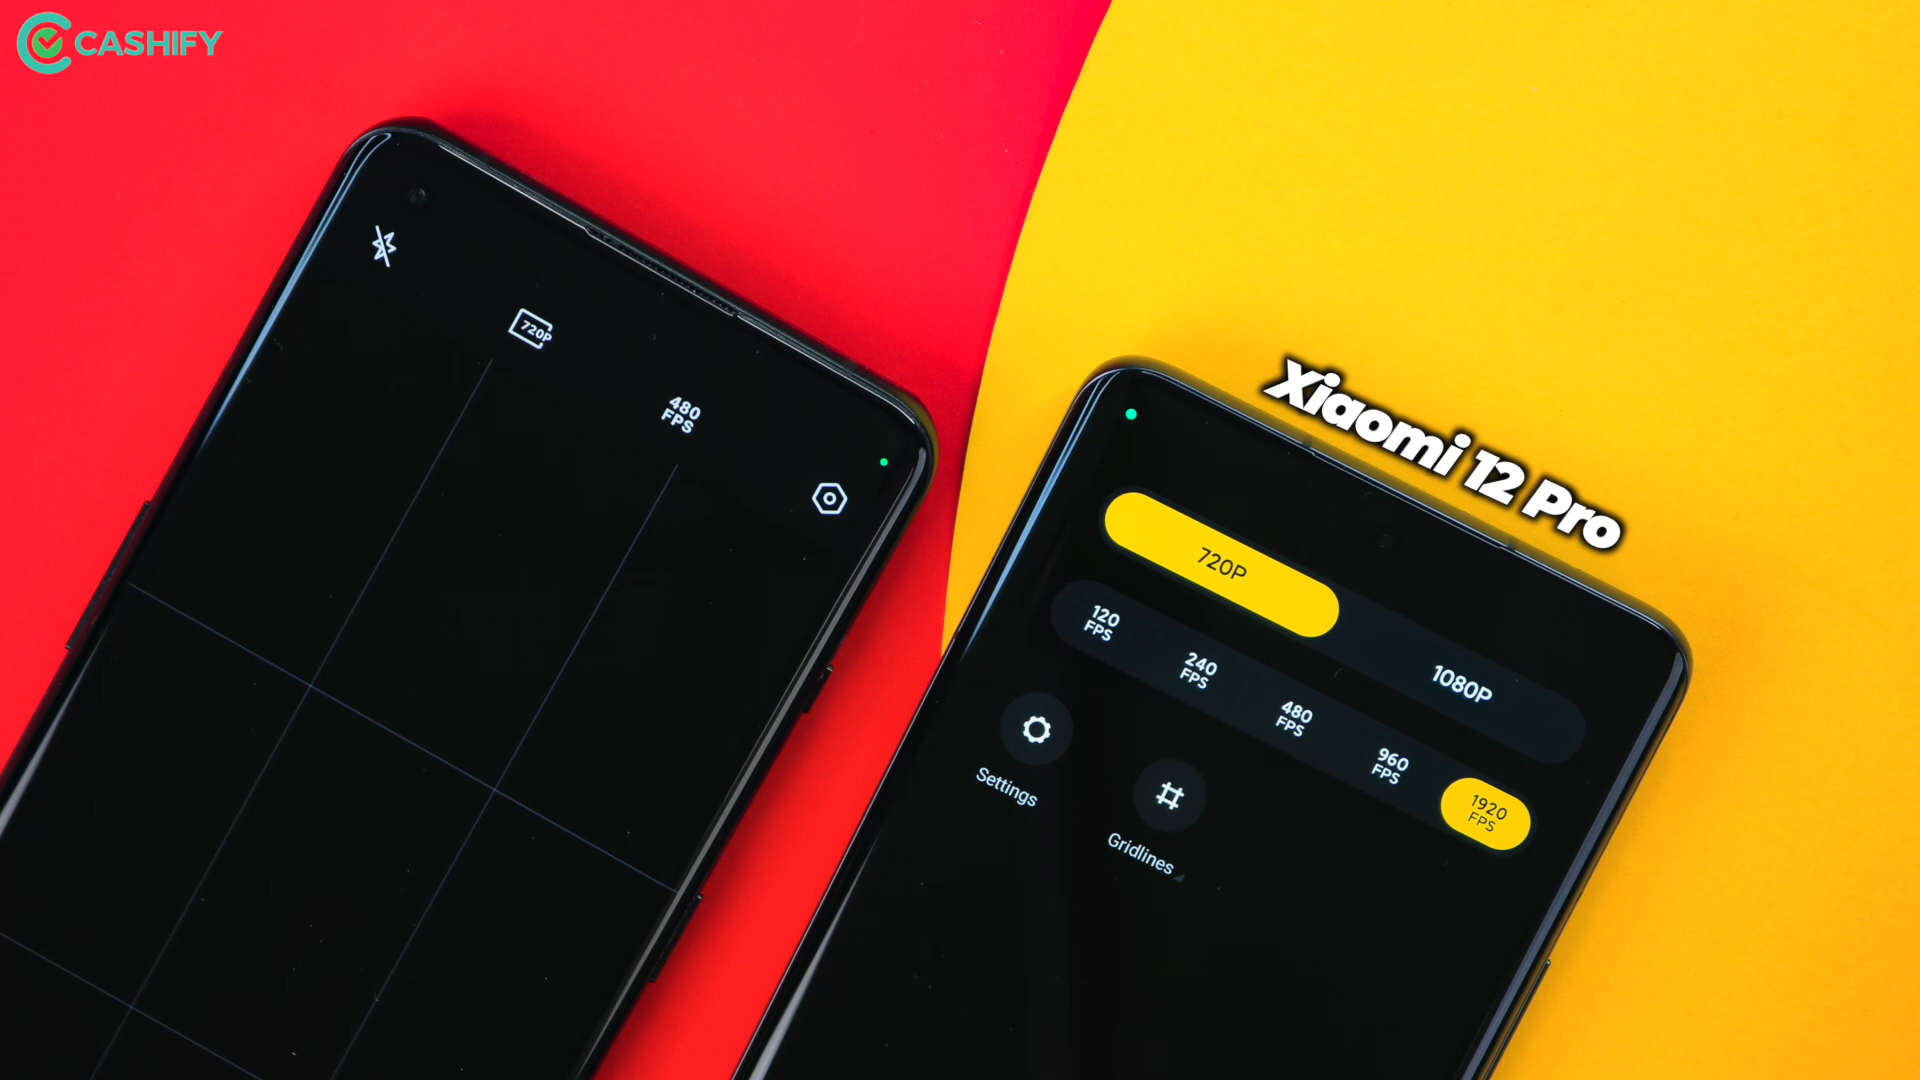 CASHIFY
720P
480
FPS
Xiaomi 12 Pro
720P
1080P
120
FPS
240
FPS
480
FPS
960
FPS
1920
FPS
Settings
Gridlines